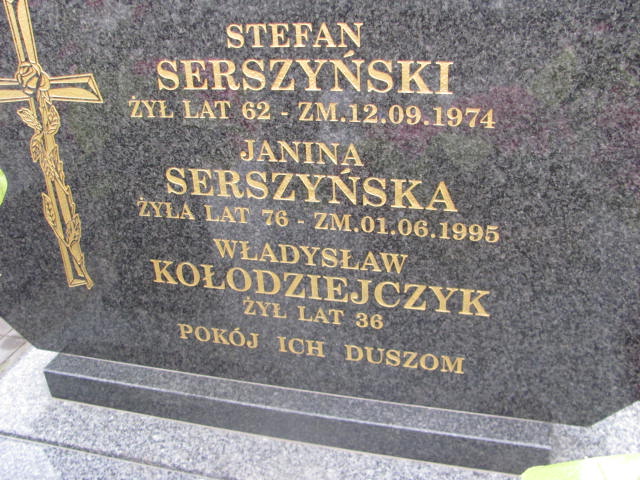 STEFAN
SERSZYŃSKI
ŻYŁ LAT 62 - ZM.12.09.1974
JANINA
SERSZYŃSKA
ŻYŁA LAT 76 - ZM.01.06.1995
WŁADYSŁAW
KOŁODZIEJCZYK
ŻYŁ LAT 36
POKÓJ ICH DUSZOM